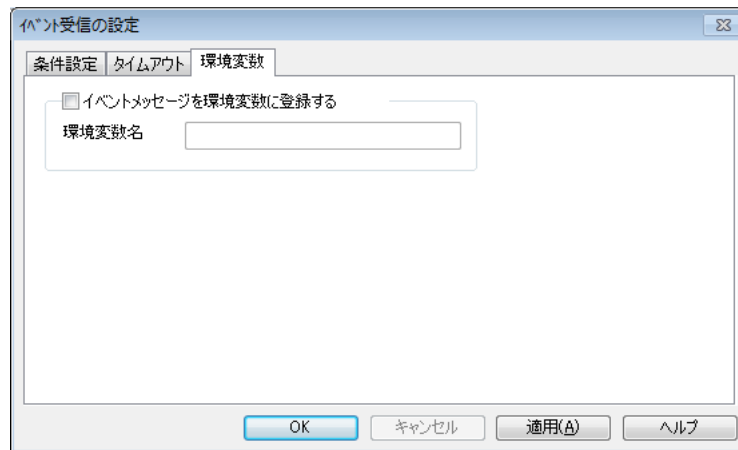 イベント受信の設定
条件設定 タイムアウト 環境変数
イベントメッセージを環境変数に登録する
環境変数名
OK キャンセル 適用(A) ヘルプ